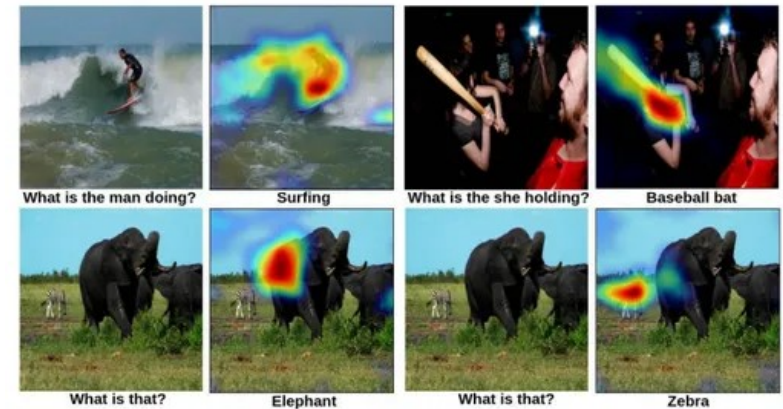 What is the man doing?
Surfing
What is the she holding?
Baseball bat
What is that?
Elephant
What is that?
Zebra